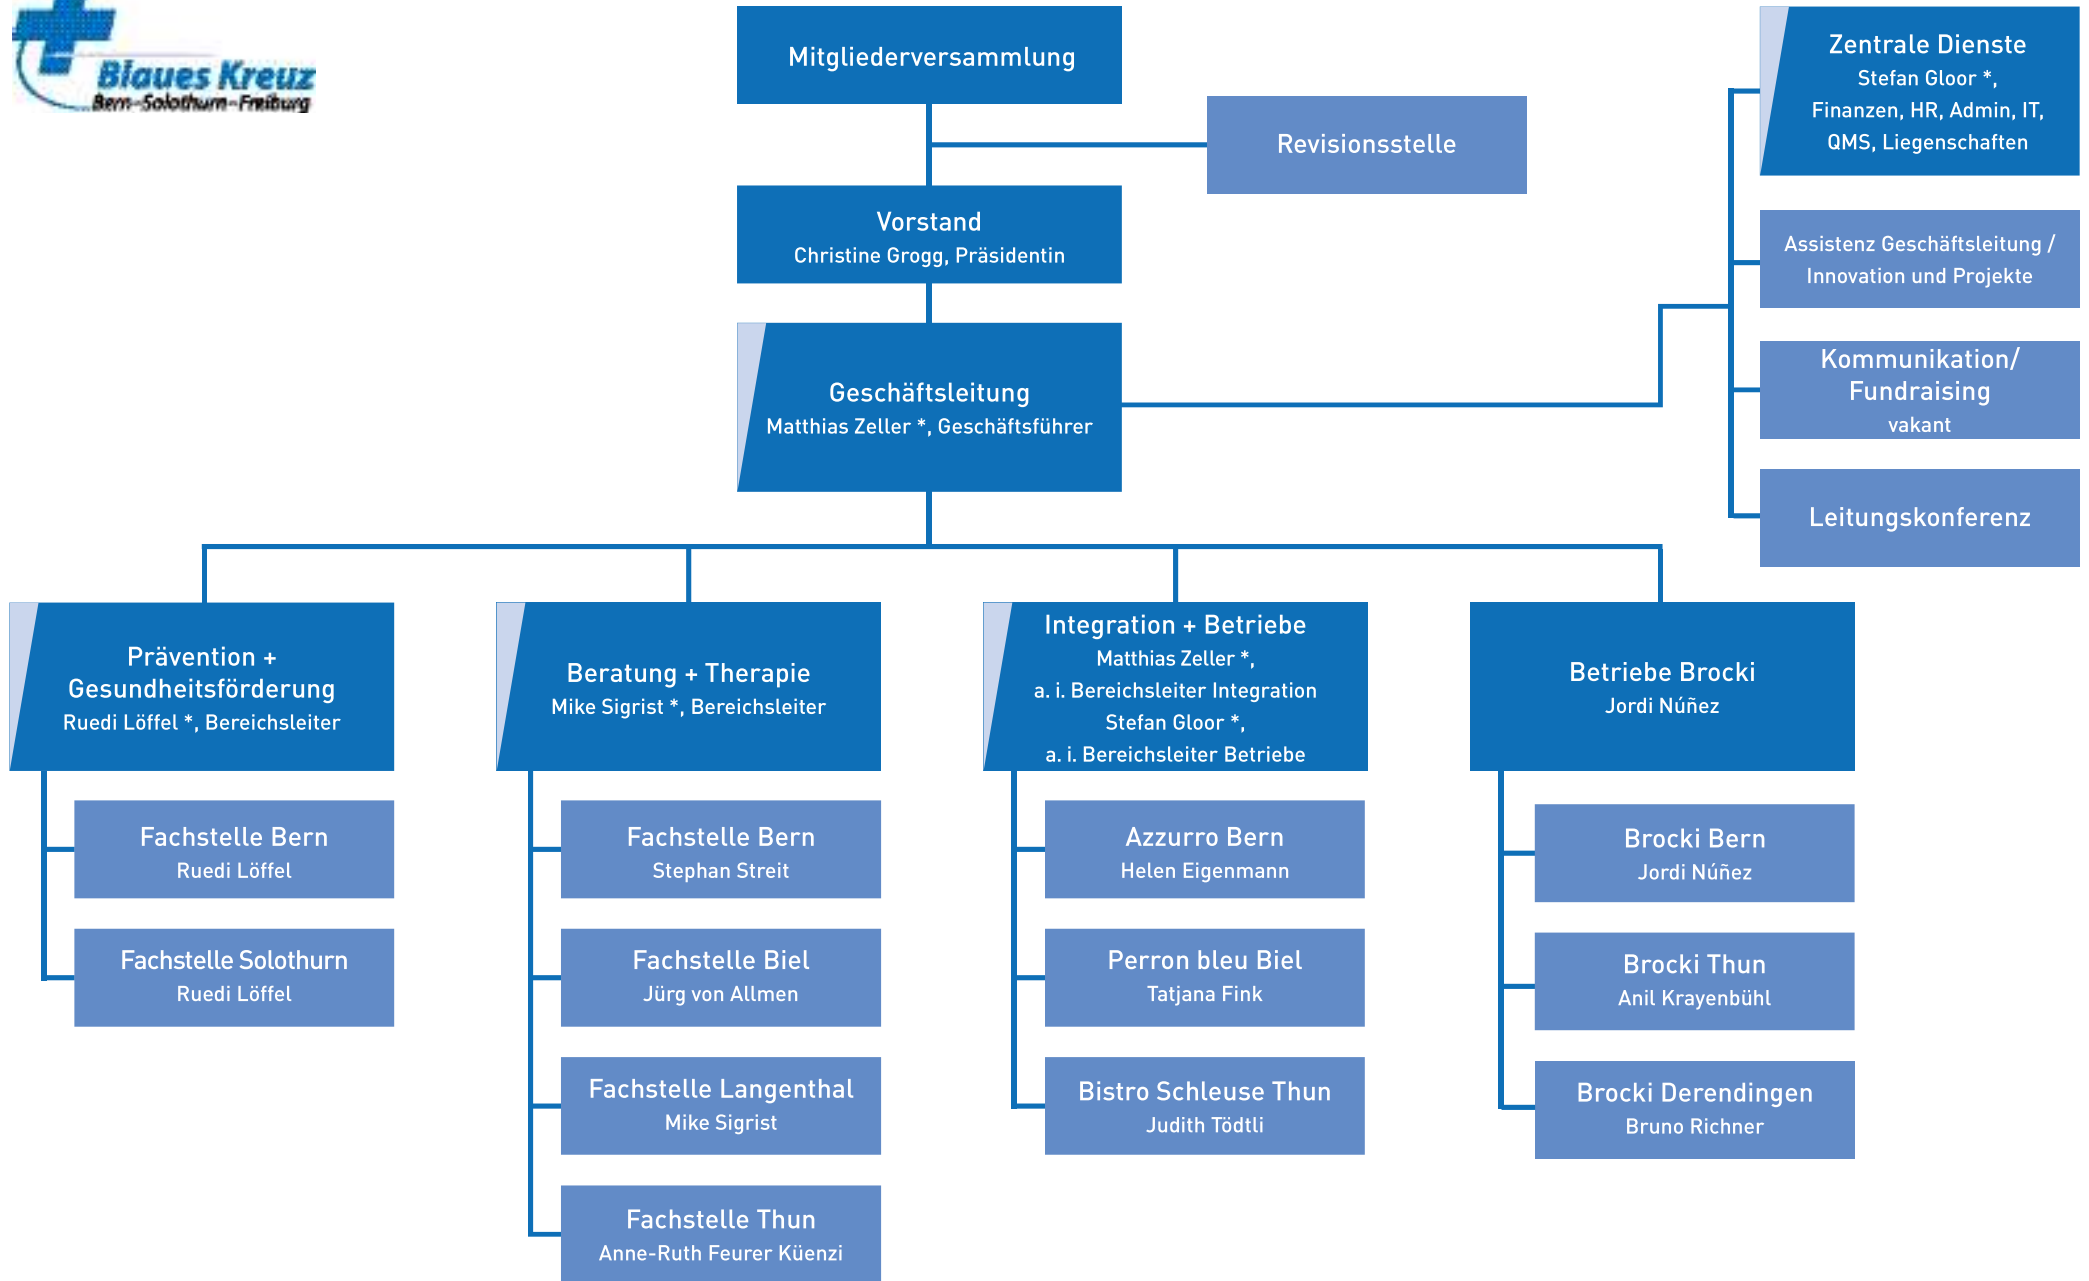 Blaues Kreuz
Bern-Solothurn-Freiburg
Mitgliederversammlung
Revisionsstelle
Vorstand
Christine Grogg, Präsidentin
Geschäftsleitung
Matthias Zeller *, Geschäftsführer
Zentrale Dienste
Stefan Gloor *,
Finanzen, HR, Admin, IT,
QMS, Liegenschaften
Assistenz Geschäftsleitung /
Innovation und Projekte
Kommunikation/
Fundraising
vakant
Leitungskonferenz
Prävention +
Gesundheitsförderung
Ruedi Löffel *, Bereichsleiter
Fachstelle Bern
Ruedi Löffel
Fachstelle Solothurn
Ruedi Löffel
Beratung + Therapie
Mike Sigrist *, Bereichsleiter
Fachstelle Bern
Stephan Streit
Fachstelle Biel
Jürg von Allmen
Fachstelle Langenthal
Mike Sigrist
Fachstelle Thun
Anne-Ruth Feurer Küenzi
Integration + Betriebe
Matthias Zeller *,
a. i. Bereichsleiter Integration
Stefan Gloor *,
a. i. Bereichsleiter Betriebe
Azzurro Bern
Helen Eigenmann
Perron bleu Biel
Tatjana Fink
Bistro Schleuse Thun
Judith Tödtli
Betriebe Brocki
Jordi Núñez
Brocki Bern
Jordi Núñez
Brocki Thun
Anil Krayenbühl
Brocki Derendingen
Bruno Richner